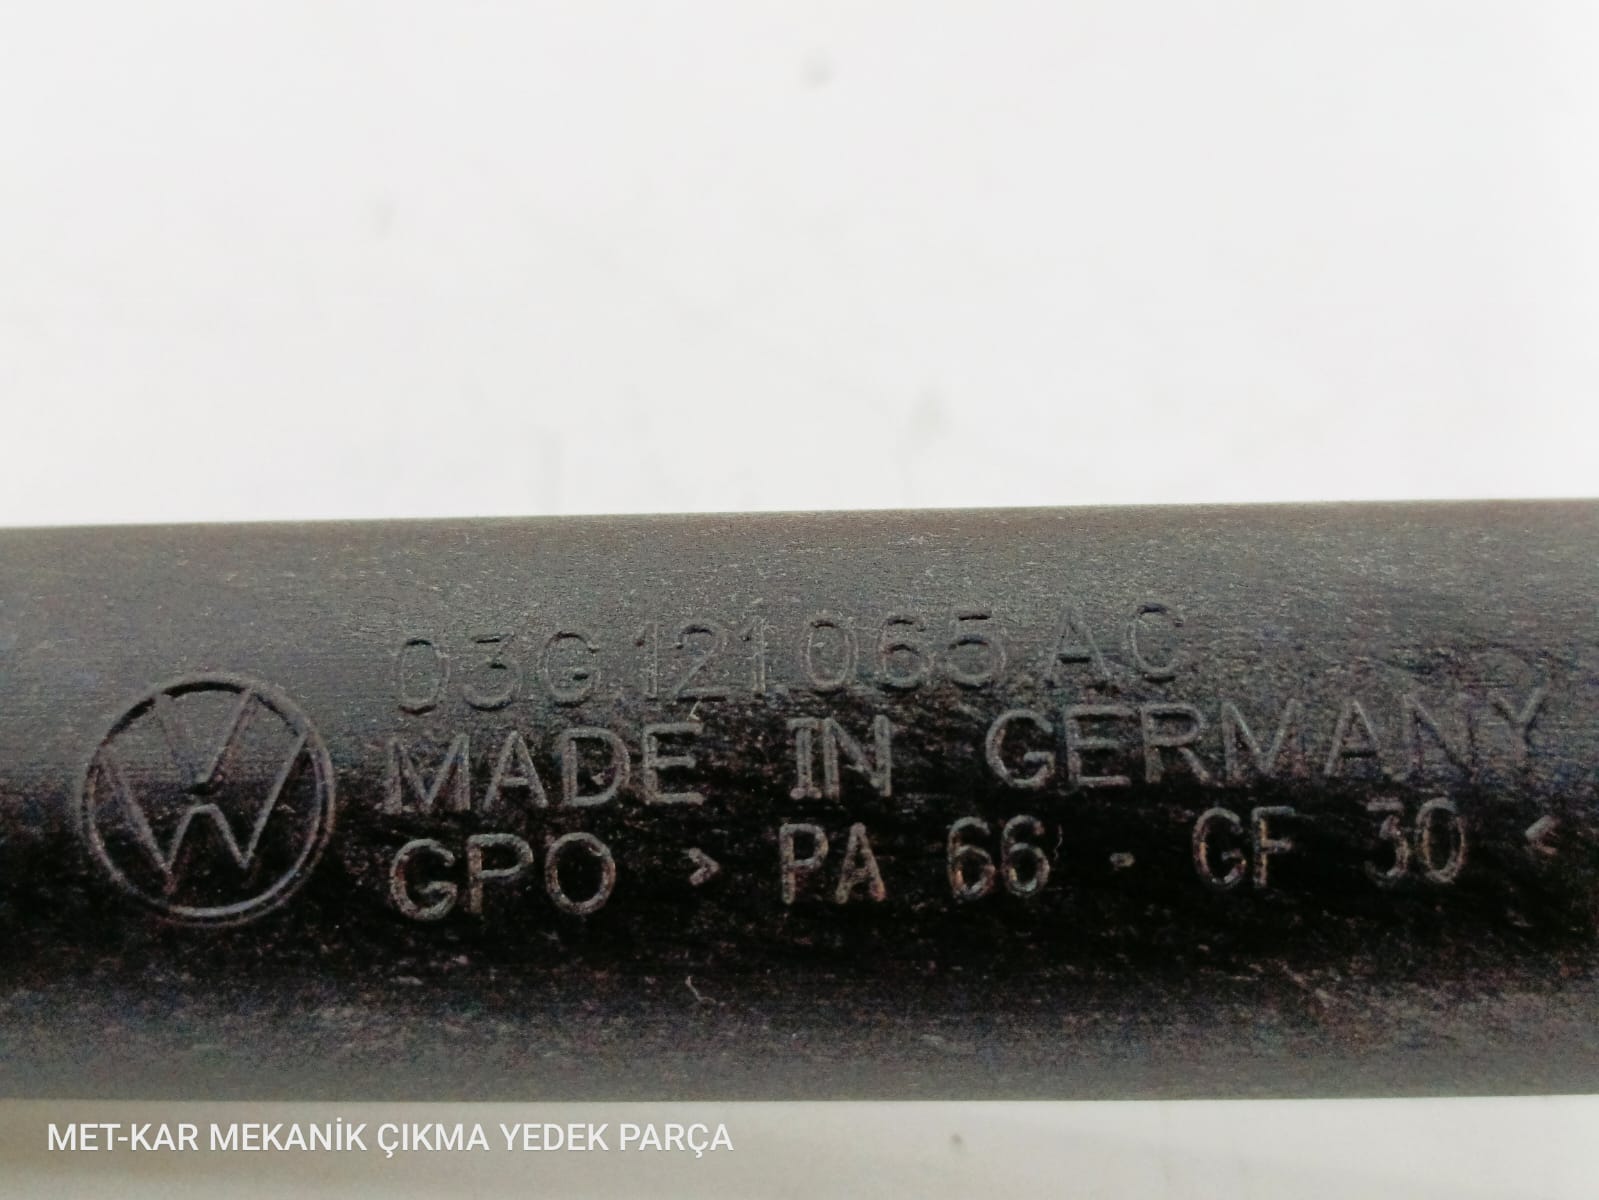 03G.121.065.AC
MADE IN GERMANY
GPO > PA 66 - GF 30 <
MET-KAR MEKANİK ÇIKMA YEDEK PARÇA